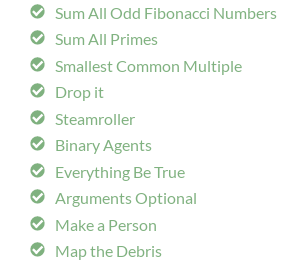 Sum All Odd Fibonacci Numbers
Sum All Primes
Smallest Common Multiple
Drop it
Steamroller
Binary Agents
Everything Be True
Arguments Optional
Make a Person
Map the Debris